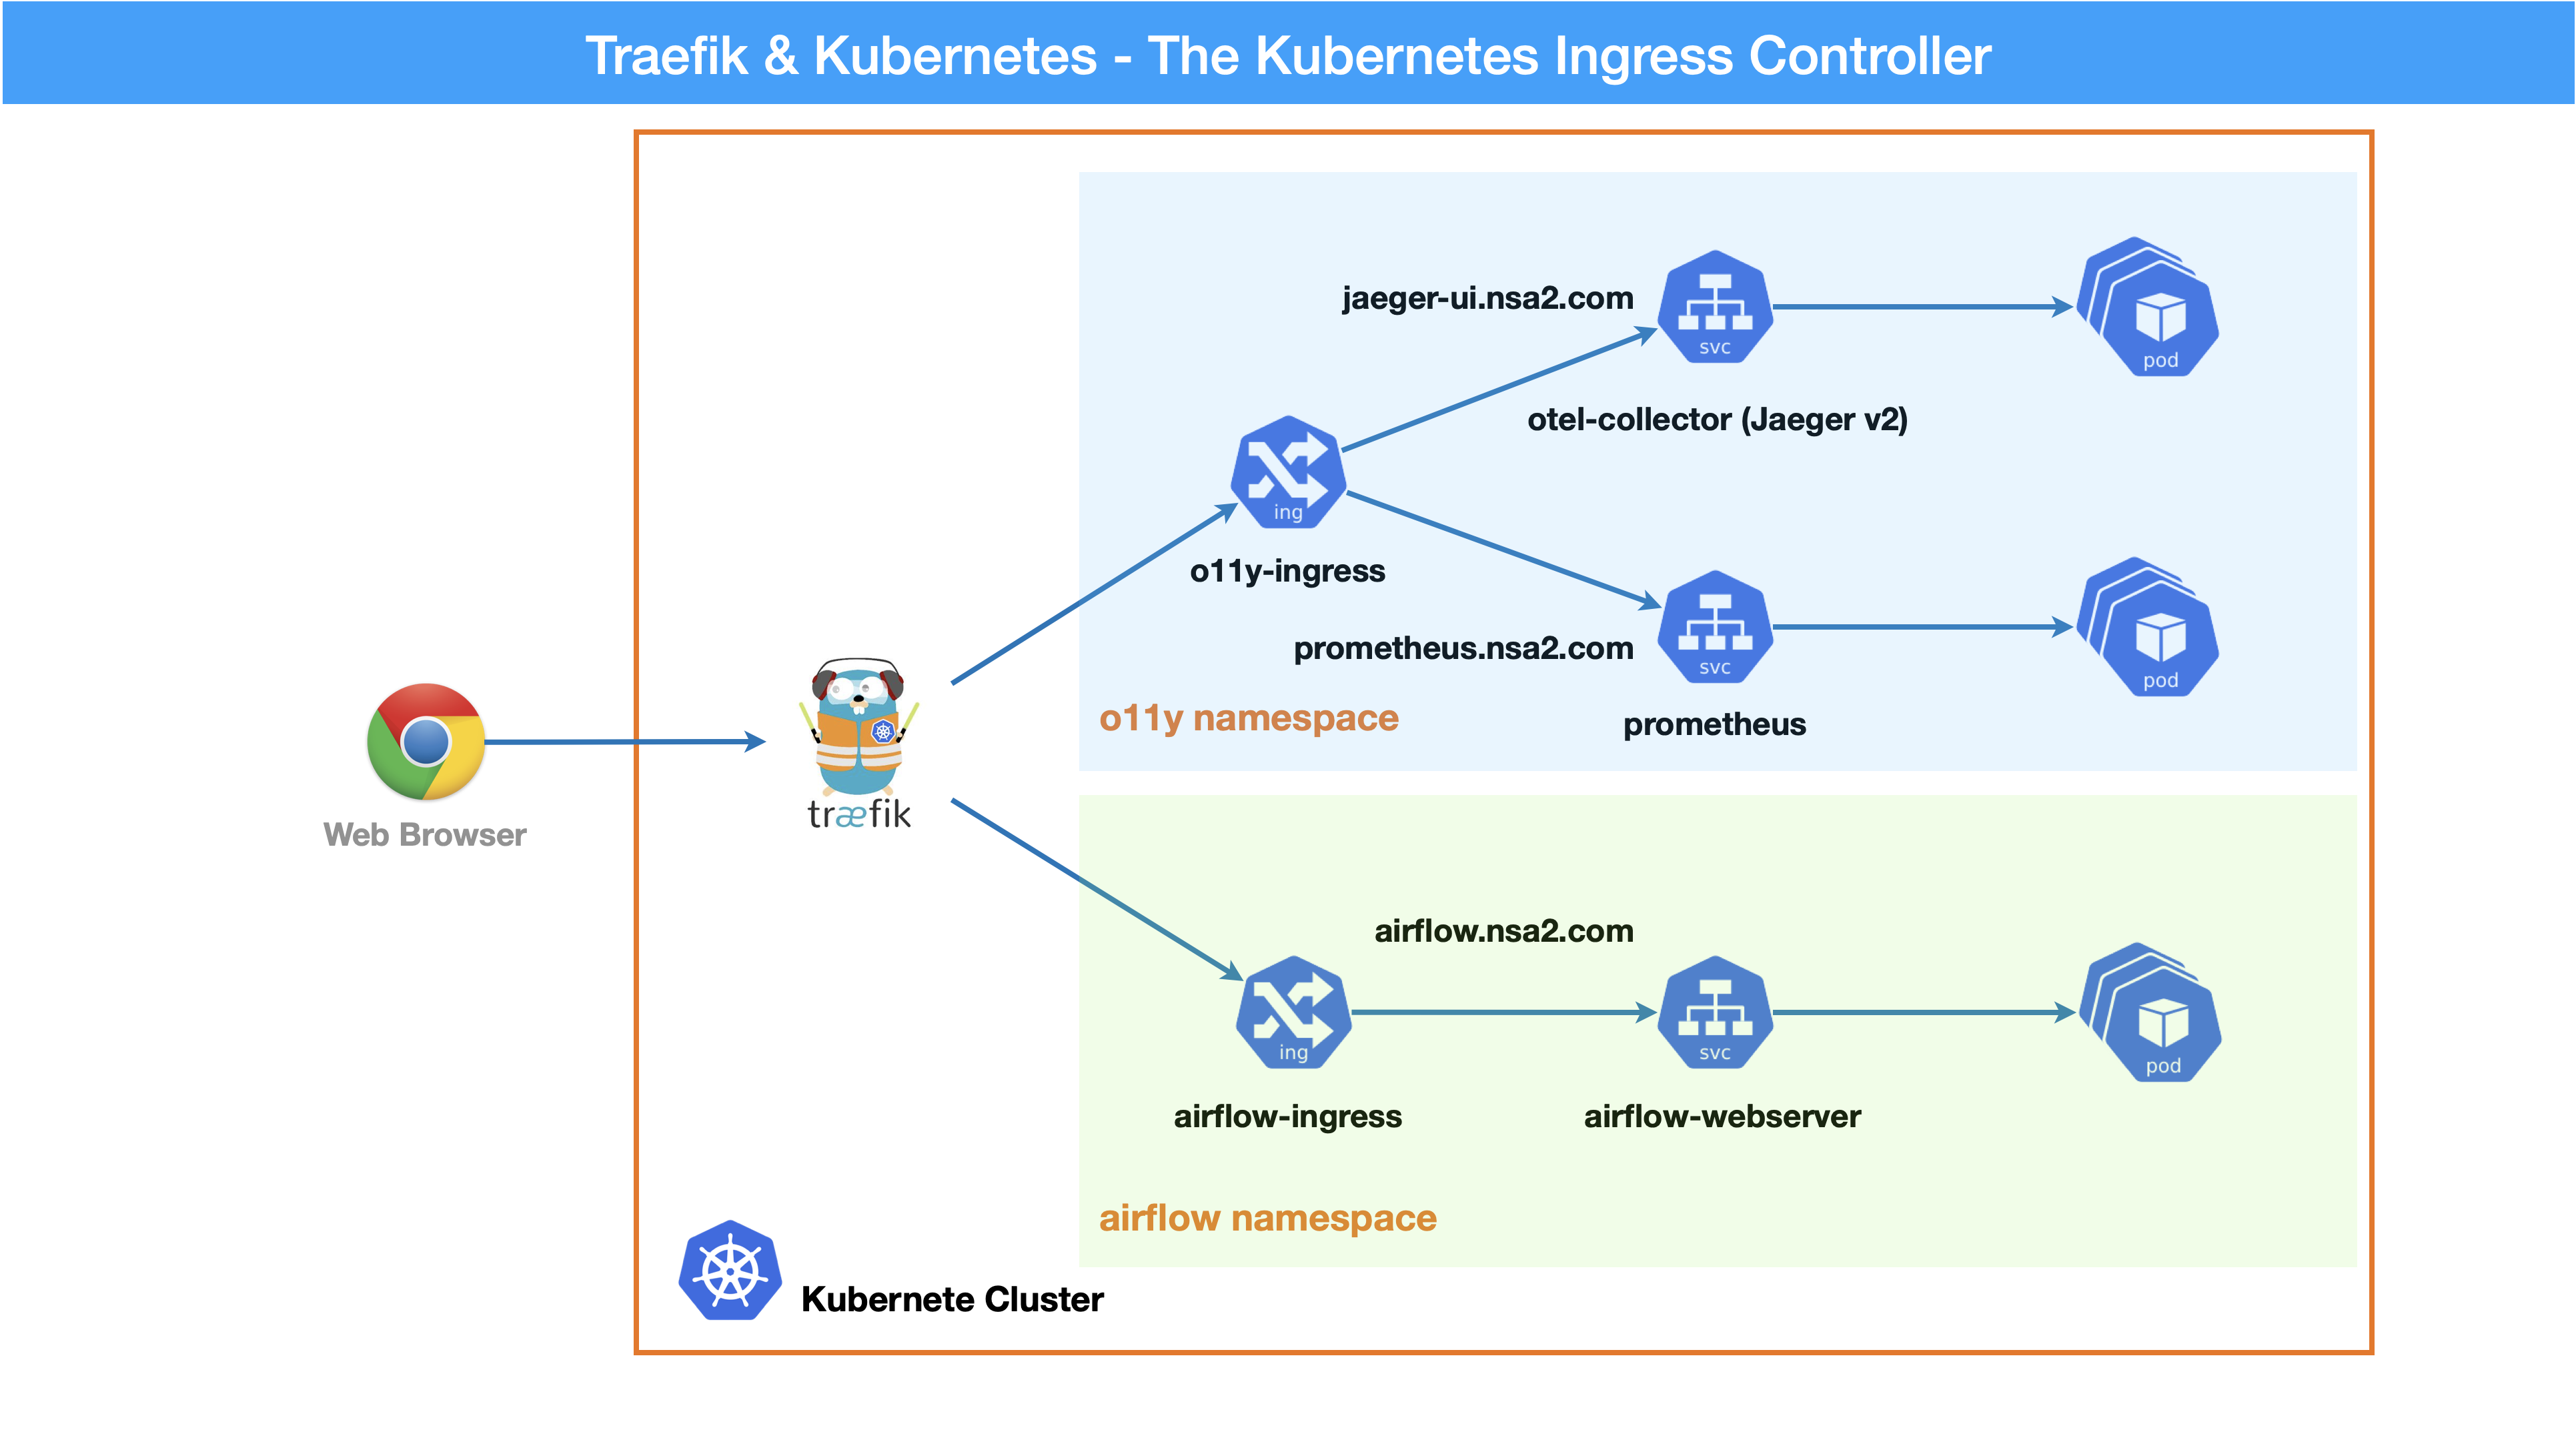 Traefik & Kubernetes - The Kubernetes Ingress Controller
jaeger-ui.nsa2.com
svc
pod
otel-collector (Jaeger v2)
ing
o11y-ingress
prometheus.nsa2.com
svc
pod
o11y namespace
prometheus
Web Browser
træfik
airflow.nsa2.com
ing
svc
pod
airflow-ingress
airflow-webserver
airflow namespace
Kubernete Cluster